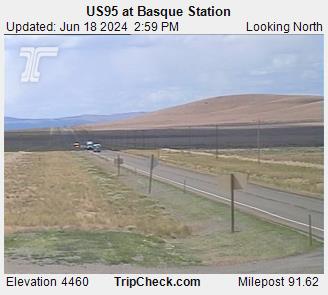 US95 at Basque Station
Updated: Jun 18 2024 2:59 PM Looking North
Elevation 4460 TripCheck.com Milepost 91.62